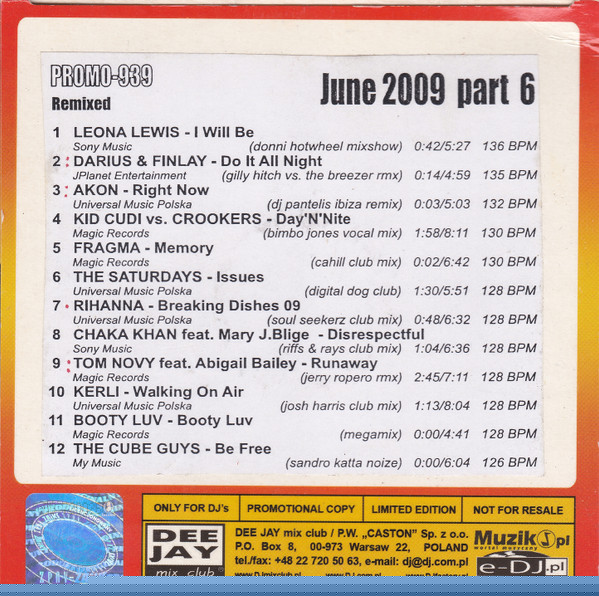 PROMO-939
Remixed
June 2009 part 6
1 LEONA LEWIS - I Will Be
Sony Music (donni hotwheel mixshow) 0:42/5:27 136 BPM
2 : DARIUS & FINLAY - Do It All Night
JPlanet Entertainment (gilly hitch vs. the breezer rmx) 0:14/4:59 135 BPM
3 : AKON - Right Now
Universal Music Polska (dj pantelis ibiza remix) 0:03/5:03 132 BPM
4 KID CUDI vs. CROOKERS - Day'N'Nite
Magic Records (bimbo jones vocal mix) 1:58/8:11 130 BPM
5 FRAGMA - Memory
Magic Records (cahill club mix) 0:02/6:42 130 BPM
6 THE SATURDAYS - Issues
Universal Music Polska (digital dog club) 1:30/5:51 128 BPM
7 · RIHANNA - Breaking Dishes 09
Universal Music Polska (soul seekerz club mix) 0:48/6:32 128 BPM
8 CHAKA KHAN feat. Mary J.Blige - Disrespectful
Sony Music (riffs & rays club mix) 1:04/6:36 128 BPM
9 : TOM NOVY feat. Abigail Bailey - Runaway
Magic Records (jerry ropero rmx) 2:45/7:11 128 BPM
10 KERLI - Walking On Air
Universal Music Polska (josh harris club mix) 1:13/8:04 128 BPM
11 BOOTY LUV - Booty Luv
Magic Records (megamix) 0:00/4:41 128 BPM
12 THE CUBE GUYS - Be Free
My Music (sandro katta noize) 0:00/6:04 126 BPM
ONLY FOR DJ's PROMOTIONAL COPY LIMITED EDITION NOT FOR RESALE
DEE JAY mix club
DEE JAY mix club / P.W. „CASTON" Sp. z o.o.
P.O. Box 8, 00-973 Warsaw 22, POLAND
tel./fax: +48 22 720 50 63, e-mail: dj@dj.com.pl
Muzik.pl
portal muzyczny
e-DJ.pl